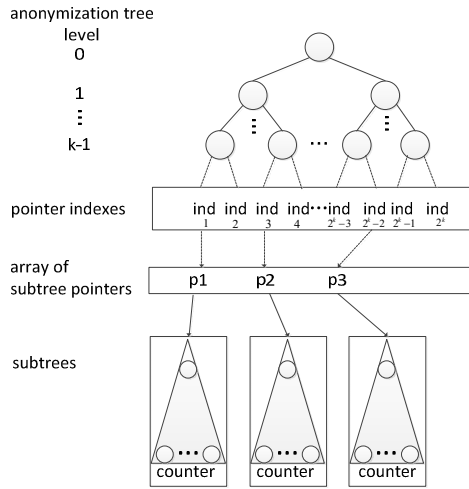 anonymization tree
level
0
1
k-1
pointer indexes
ind ind ind ind ind ind ind ind
1 2 3 4 2^k-3 2^k-2 2^k-1 2^k
array of
subtree pointers
p1 p2 p3
subtrees
counter counter counter